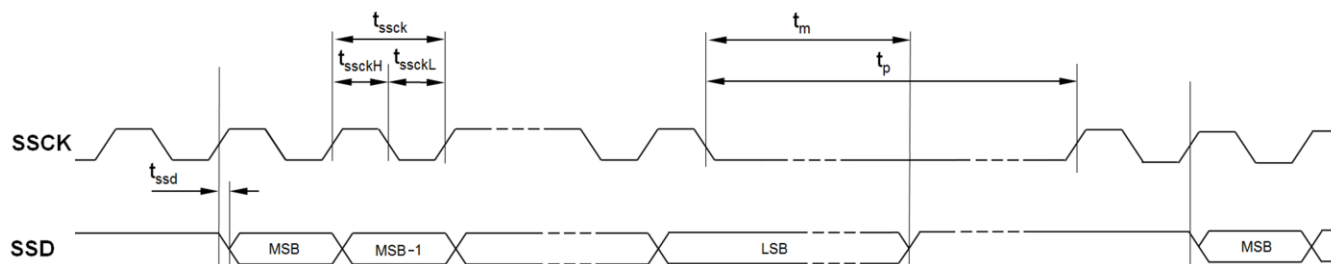 t_ssck
t_m
t_ssckH t_ssckL
t_p
SSCK
t_ssd
SSD MSB MSB-1 LSB MSB